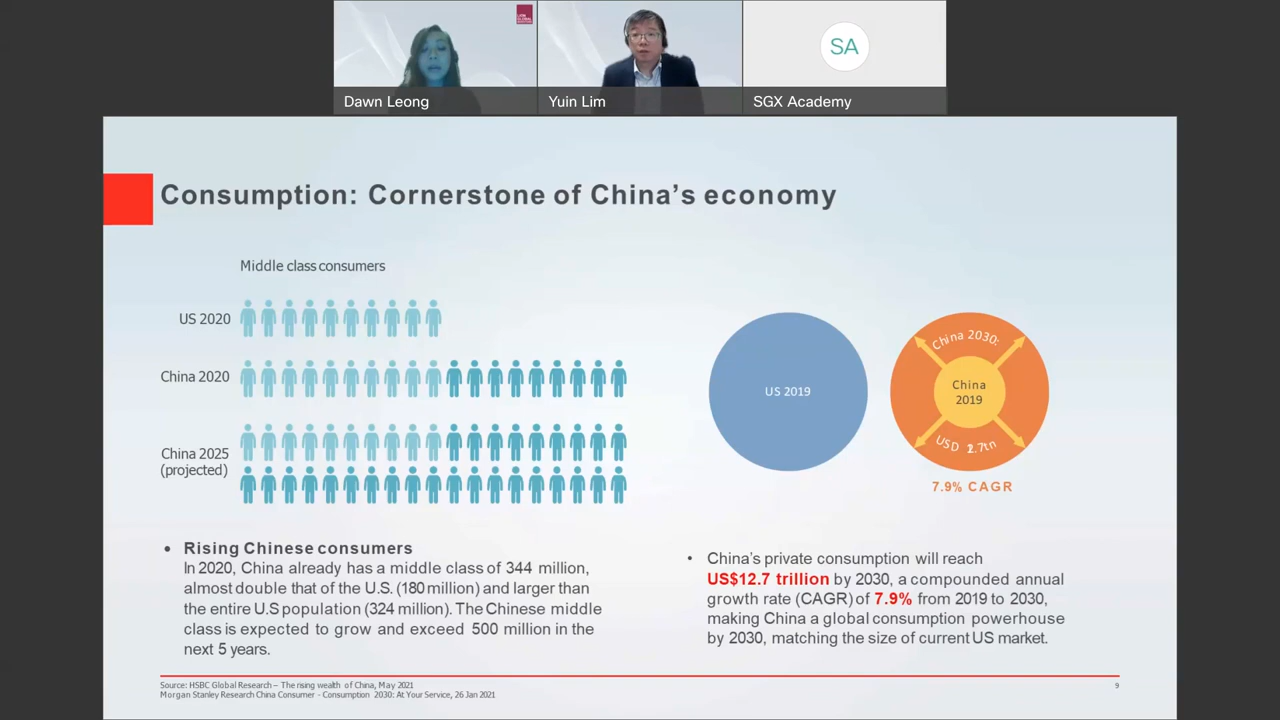 LION
GLOBAL
Dawn Leong
Yuin Lim
SA
SGX Academy
Consumption: Cornerstone of China's economy
Middle class consumers
US 2020
China 2020
China 2025
(projected)
US 2019
China 2030:
China
2019
USD 12.7tn
7.9% CAGR
• Rising Chinese consumers
In 2020, China already has a middle class of 344 million,
almost double that of the U.S. (180 million) and larger than
the entire U.S population (324 million). The Chinese middle
class is expected to grow and exceed 500 million in the
next 5 years.
• China's private consumption will reach
US$12.7 trillion by 2030, a compounded annual
growth rate (CAGR) of 7.9% from 2019 to 2030,
making China a global consumption powerhouse
by 2030, matching the size of current US market.
Source: HSBC Global Research – The rising wealth of China, May 2021
Morgan Stanley Research China Consumer - Consumption 2030: At Your Service, 26 Jan 2021
9